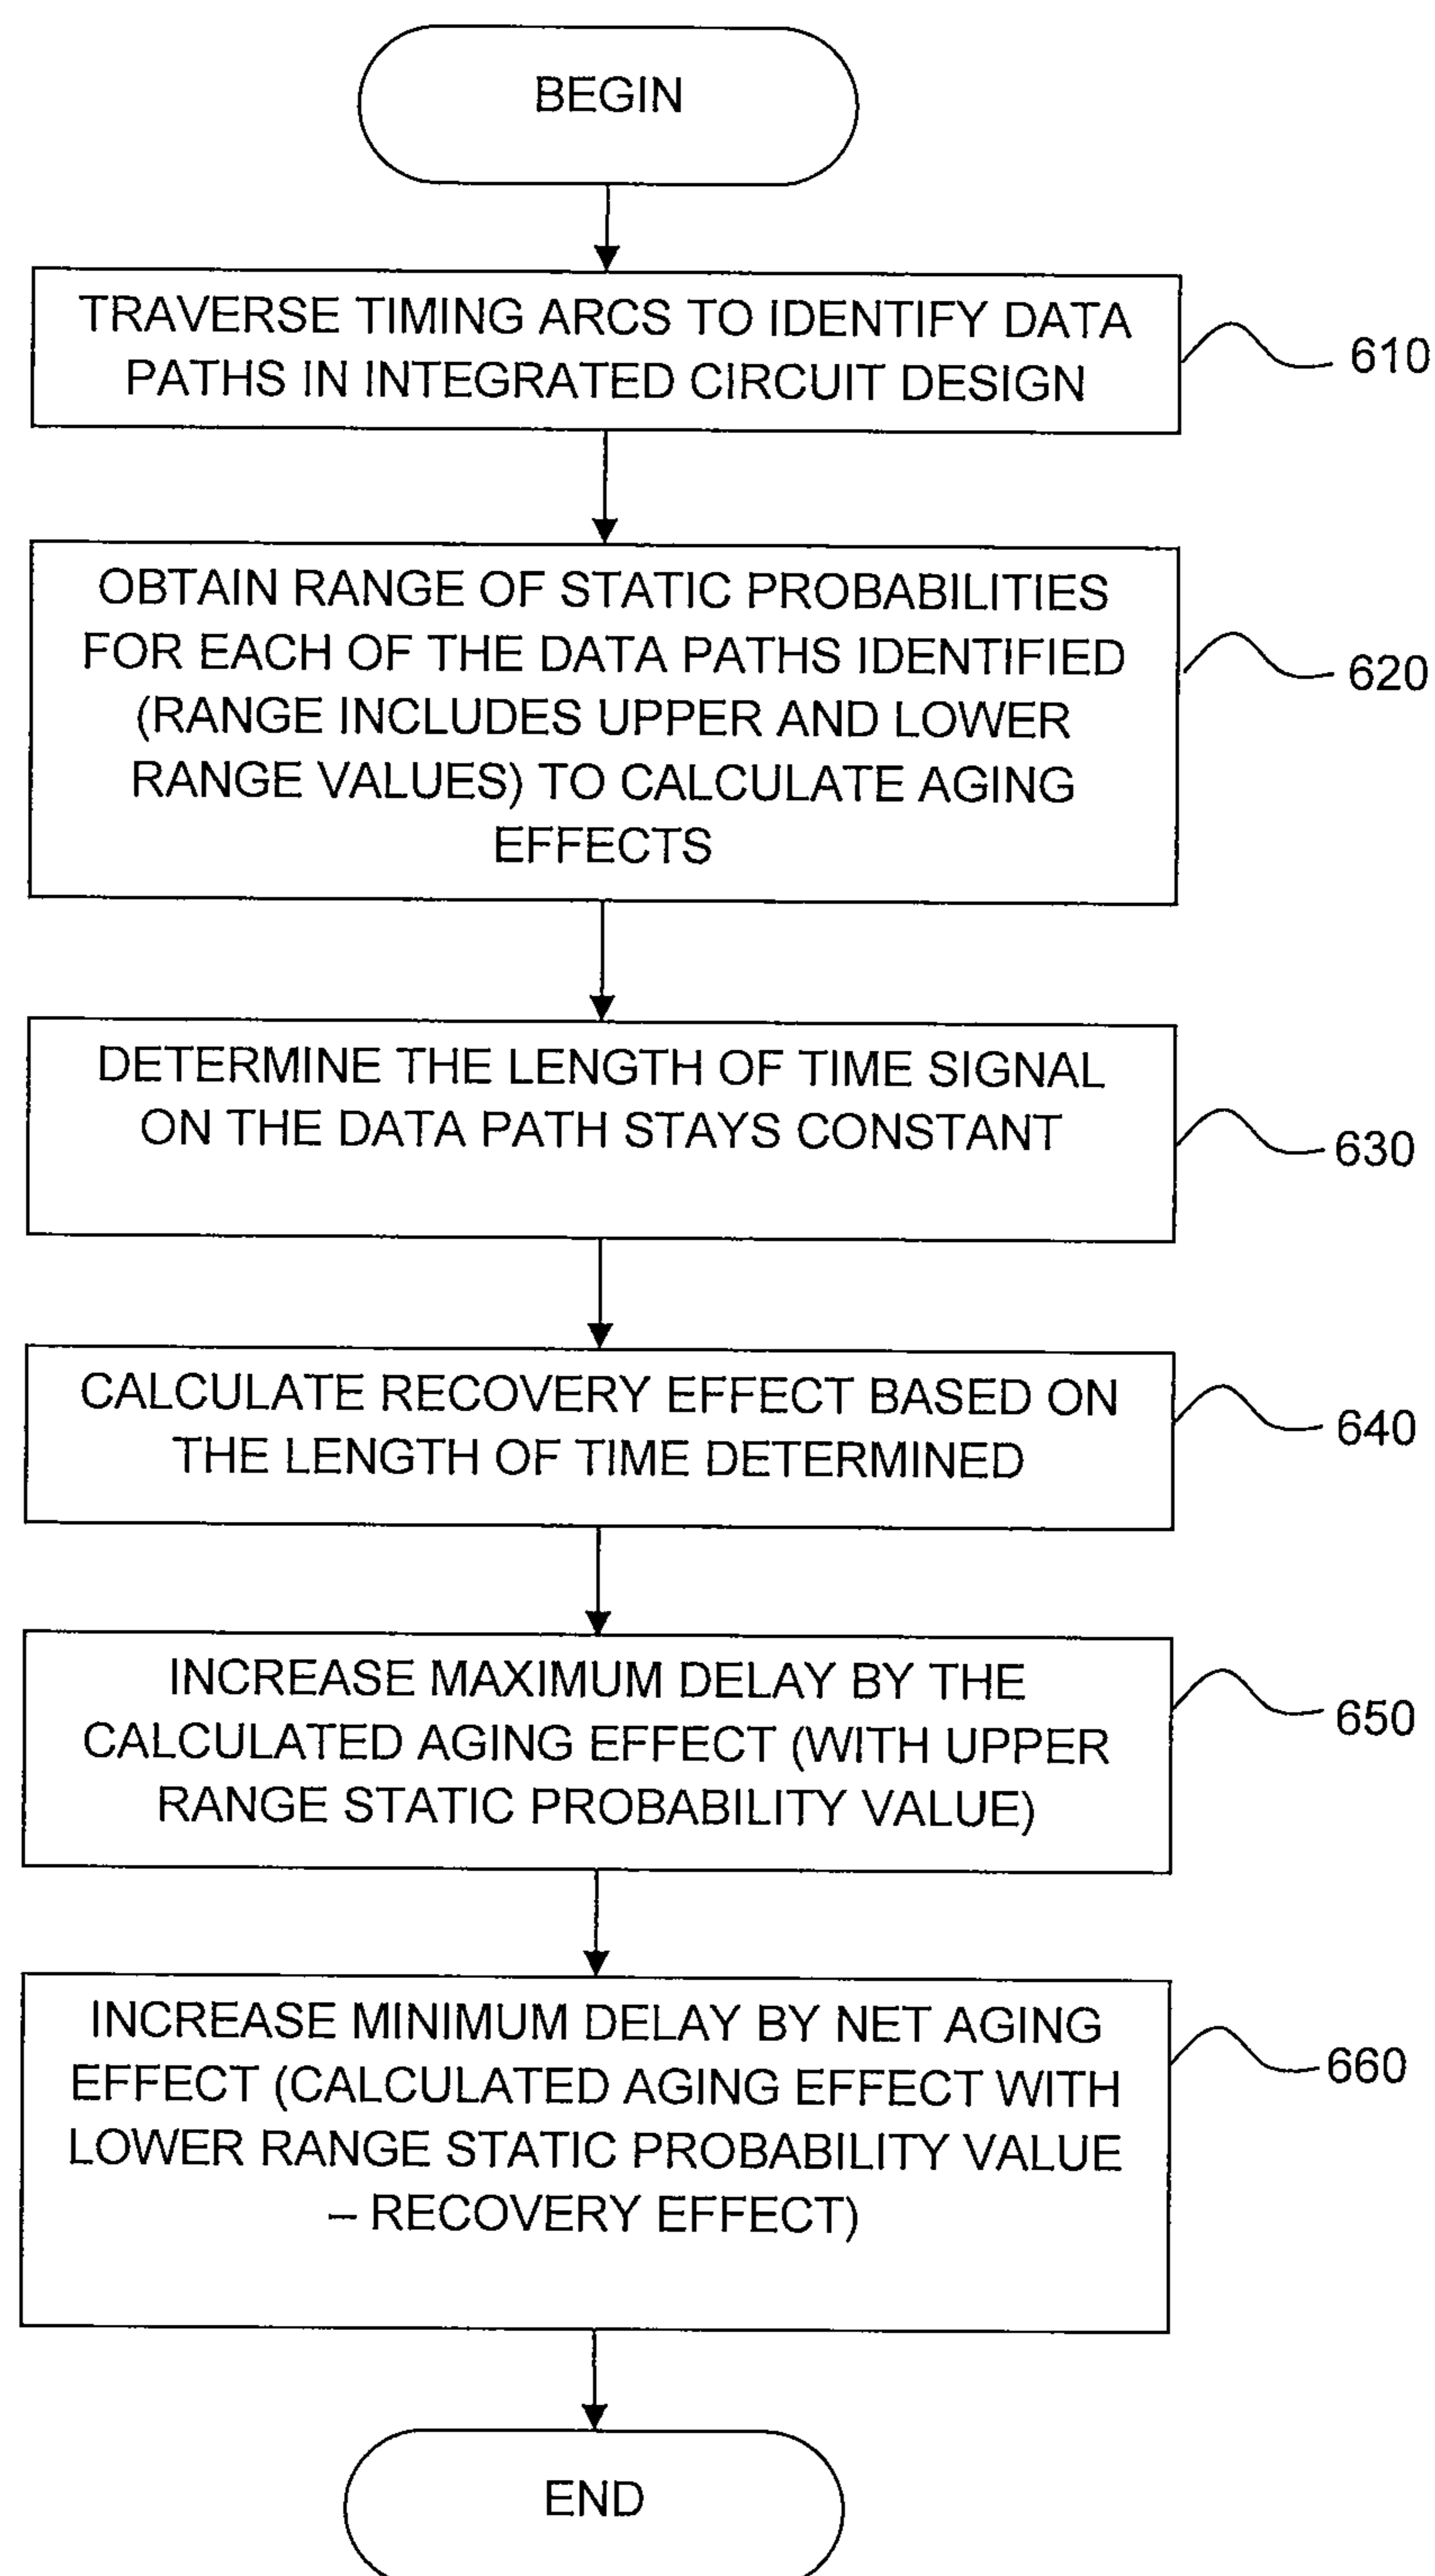 BEGIN
TRAVERSE TIMING ARCS TO IDENTIFY DATA
PATHS IN INTEGRATED CIRCUIT DESIGN
610
OBTAIN RANGE OF STATIC PROBABILITIES
FOR EACH OF THE DATA PATHS IDENTIFIED
(RANGE INCLUDES UPPER AND LOWER
RANGE VALUES) TO CALCULATE AGING
EFFECTS
620
DETERMINE THE LENGTH OF TIME SIGNAL
ON THE DATA PATH STAYS CONSTANT
630
CALCULATE RECOVERY EFFECT BASED ON
THE LENGTH OF TIME DETERMINED
640
INCREASE MAXIMUM DELAY BY THE
CALCULATED AGING EFFECT (WITH UPPER
RANGE STATIC PROBABILITY VALUE)
650
INCREASE MINIMUM DELAY BY NET AGING
EFFECT (CALCULATED AGING EFFECT WITH
LOWER RANGE STATIC PROBABILITY VALUE
– RECOVERY EFFECT)
660
END